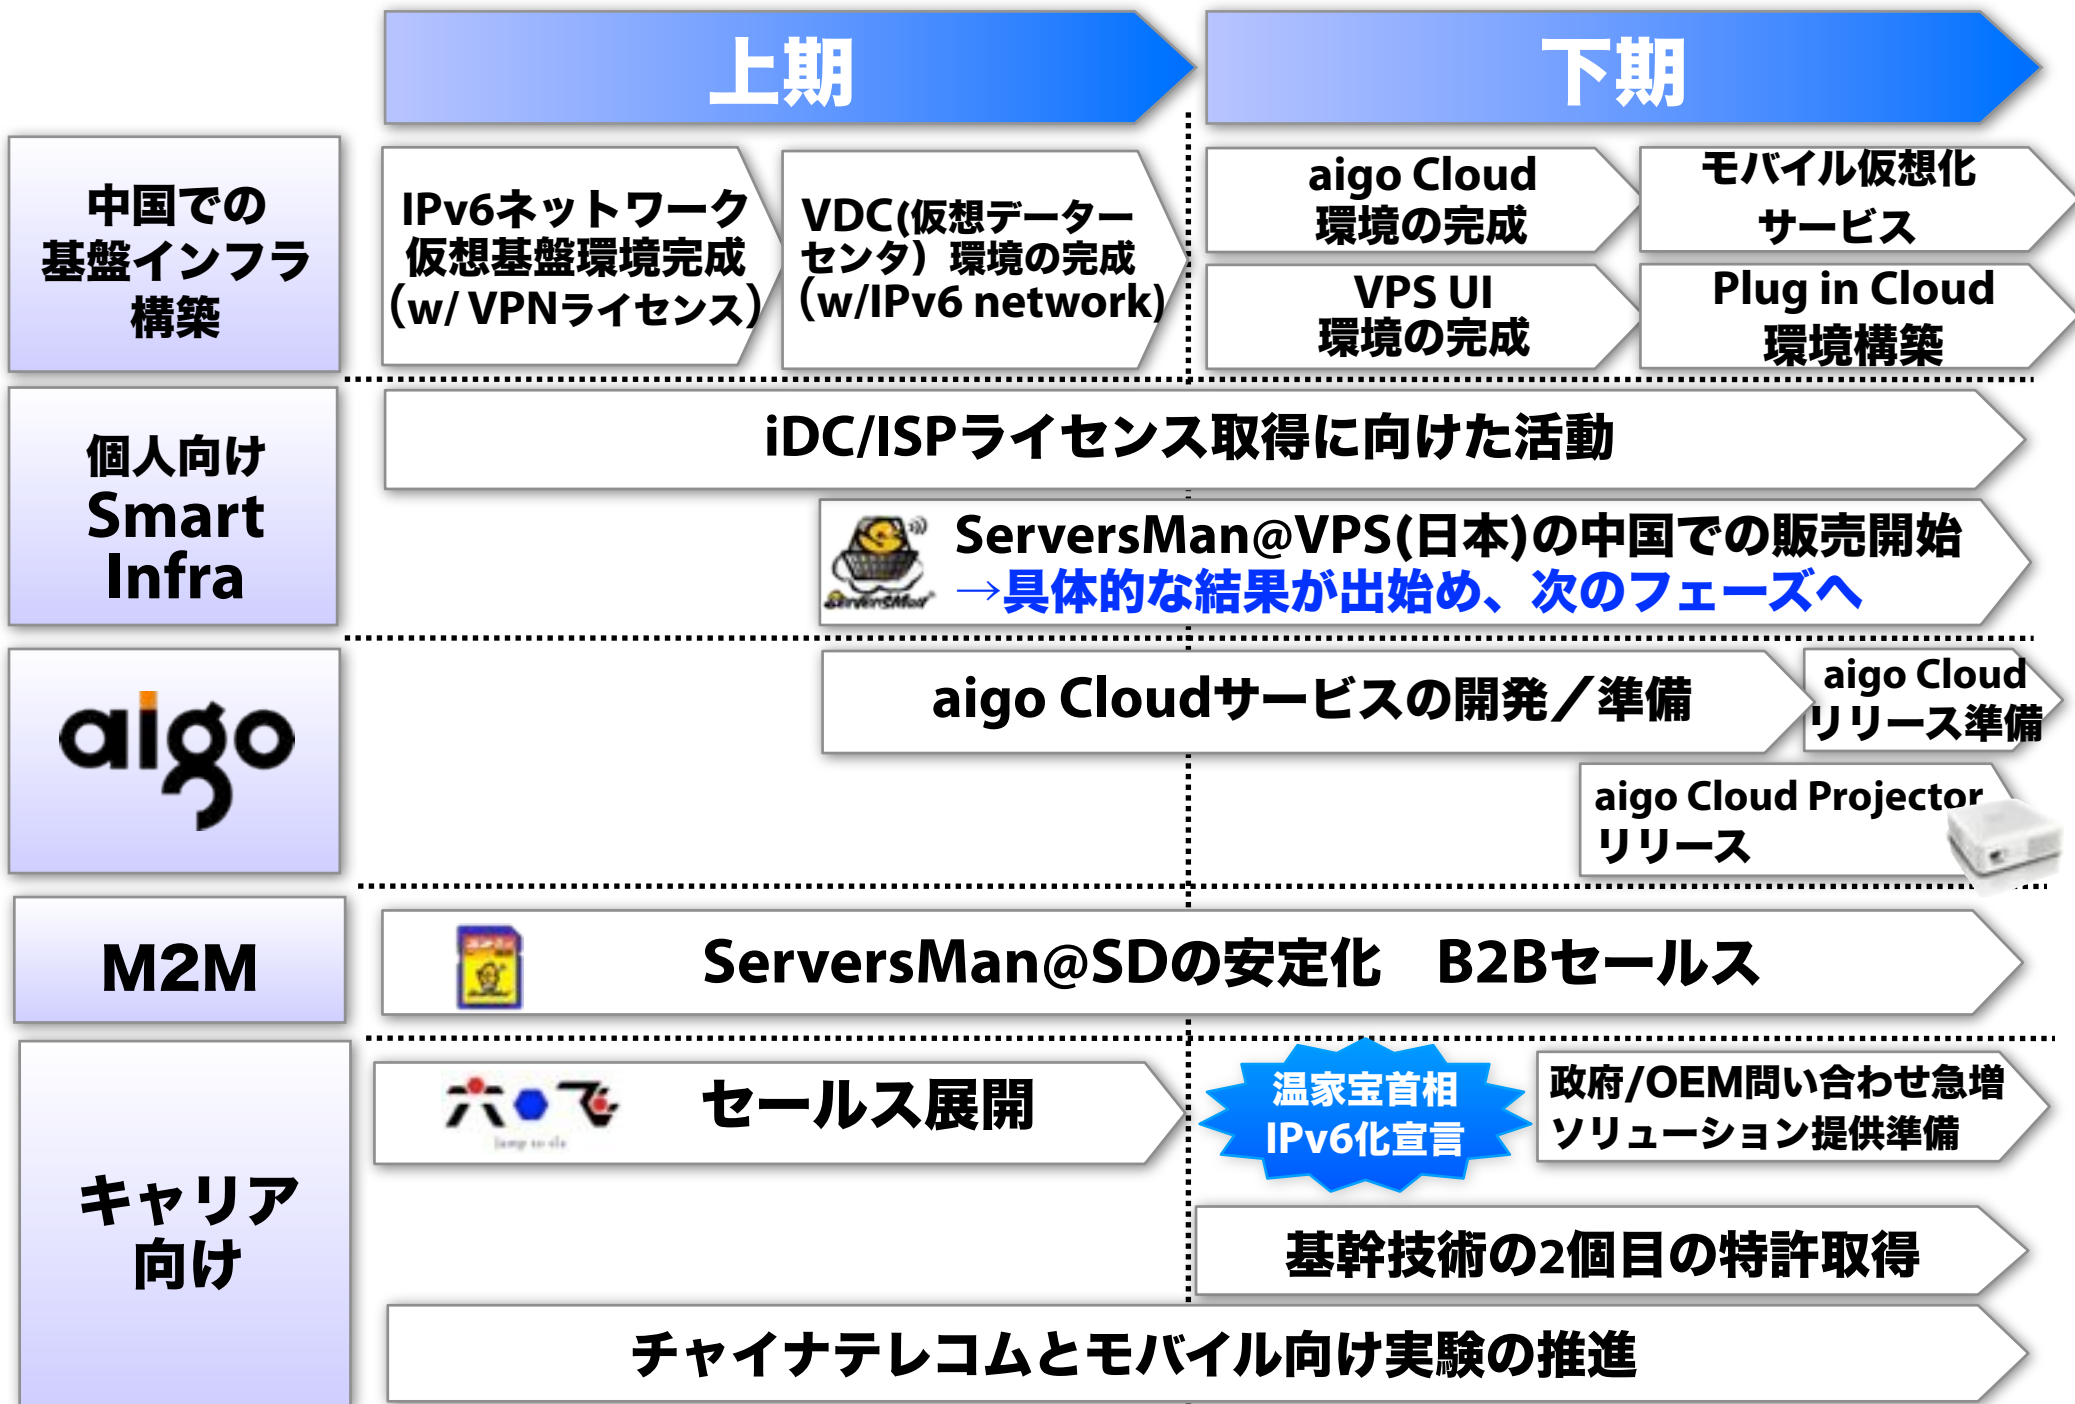 上期
下期
中国での
基盤インフラ
構築
IPv6ネットワーク
仮想基盤環境完成
（w/ VPNライセンス）
VDC(仮想データー
センタ）環境の完成
（w/IPv6 network)
aigo Cloud
環境の完成
モバイル仮想化
サービス
VPS UI
環境の完成
Plug in Cloud
環境構築
個人向け
Smart
Infra
iDC/ISPライセンス取得に向けた活動
ServersMan
ServersMan@VPS(日本)の中国での販売開始
→具体的な結果が出始め、次のフェーズへ
aigo
aigo Cloudサービスの開発／準備
aigo Cloud
リリース準備
aigo Cloud Projector
リリース
M2M
ServersMan@SDの安定化　B2Bセールス
キャリア
向け
セールス展開
温家宝首相
IPv6化宣言
政府/OEM問い合わせ急増
ソリューション提供準備
基幹技術の2個目の特許取得
チャイナテレコムとモバイル向け実験の推進